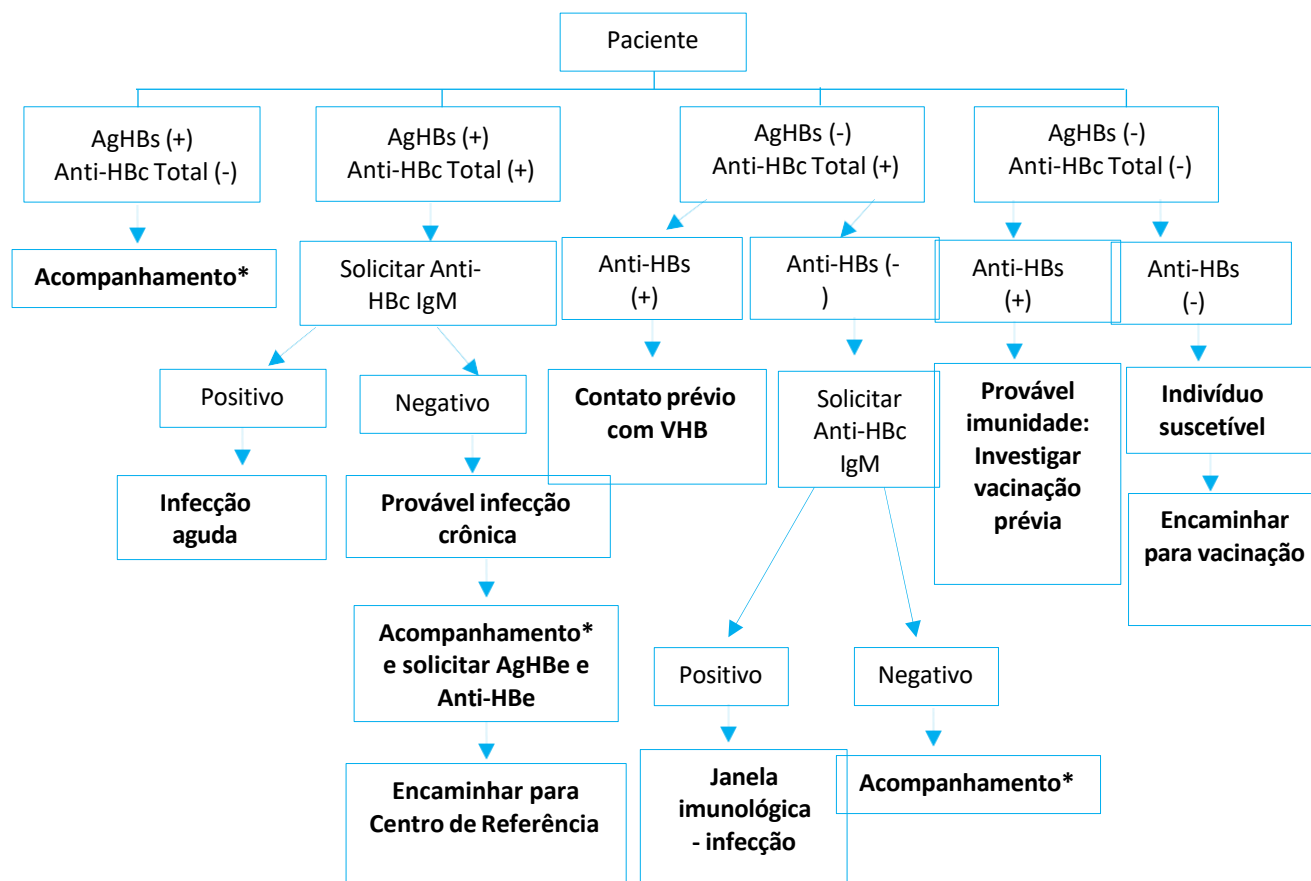 Paciente
AgHBs (+)
Anti-HBc Total (-)
AgHBs (+)
Anti-HBc Total (+)
AgHBs (-)
Anti-HBc Total (+)
AgHBs (-)
Anti-HBc Total (-)
Acompanhamento*
Solicitar Anti-
HBc IgM
Anti-HBs
(+)
Anti-HBs (-
)
Anti-HBs
(+)
Anti-HBs
(-)
Positivo
Negativo
Contato prévio
com VHB
Solicitar
Anti-HBc
IgM
Provável
imunidade:
Investigar
vacinação
prévia
Indivíduo
suscetível
Infecção
aguda
Provável infecção
crônica
Encaminhar
para vacinação
Acompanhamento*
e solicitar AgHBe e
Anti-HBe
Positivo
Negativo
Encaminhar para
Centro de Referência
Janela
imunológica
- infecção
Acompanhamento*